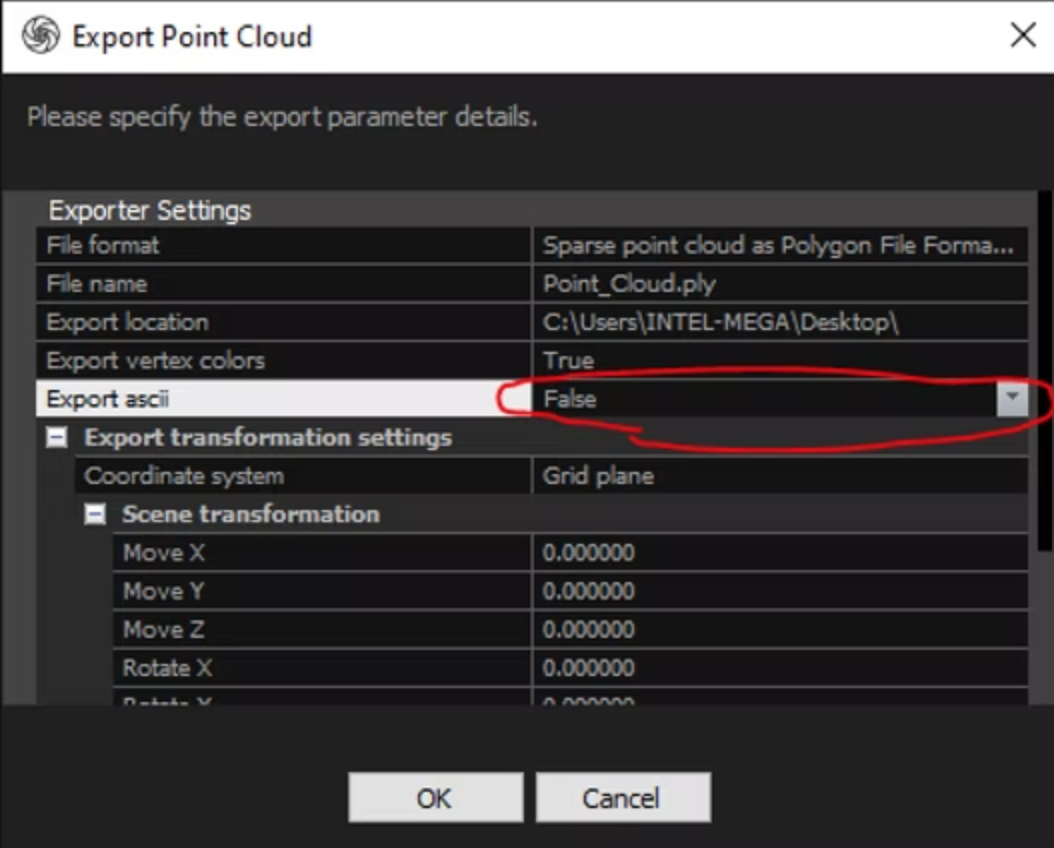 Export Point Cloud
Please specify the export parameter details.
Exporter Settings
File format Sparse point cloud as Polygon File Forma...
File name Point_Cloud.ply
Export location C:\Users\INTEL-MEGA\Desktop\
Export vertex colors True
Export ascii False
Export transformation settings
Coordinate system Grid plane
Scene transformation
Move X 0.000000
Move Y 0.000000
Move Z 0.000000
Rotate X 0.000000
OK Cancel